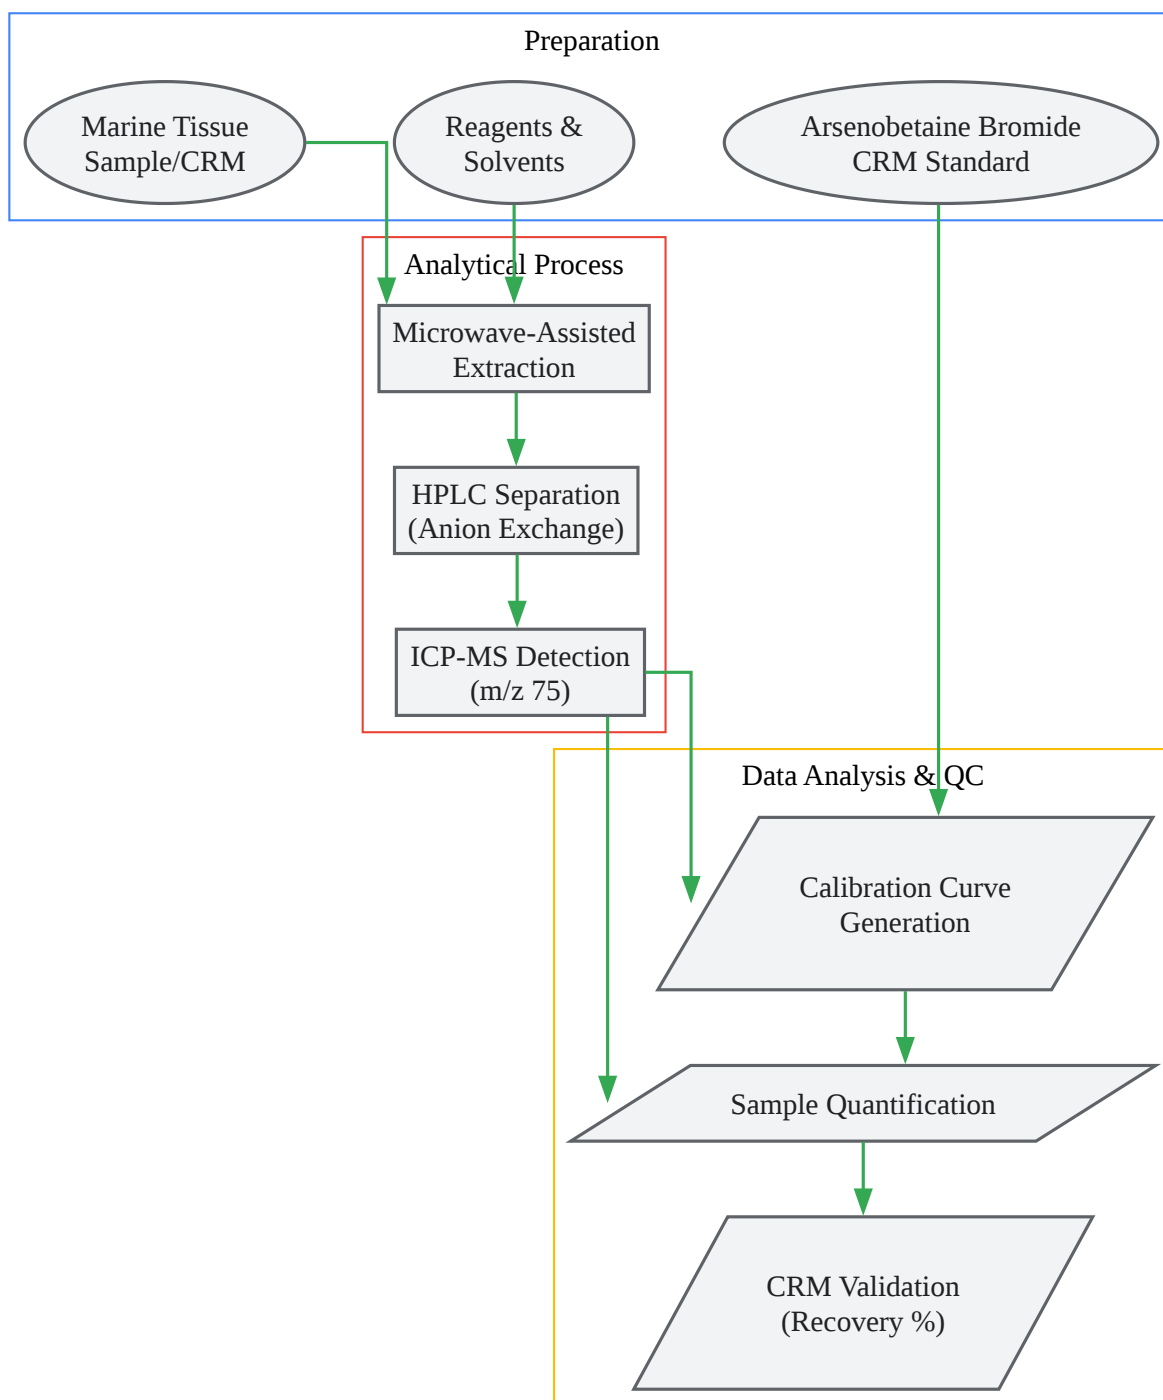 Preparation
Marine Tissue
Sample/CRM
Reagents &
Solvents
Arsenobetaine Bromide
CRM Standard
Analytical Process
Microwave-Assisted
Extraction
HPLC Separation
(Anion Exchange)
ICP-MS Detection
(m/z 75)
Data Analysis & QC
Calibration Curve
Generation
Sample Quantification
CRM Validation
(Recovery %)